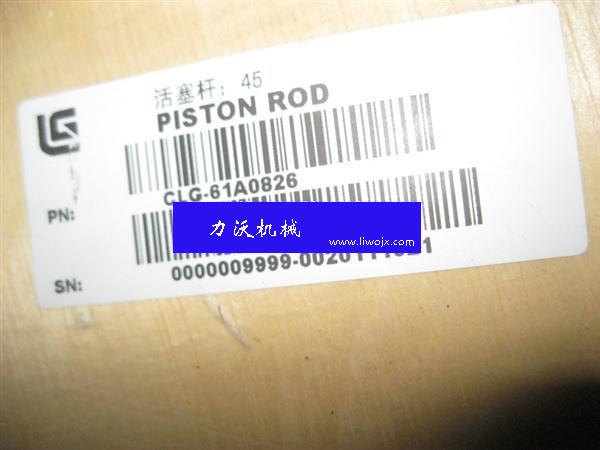 活塞杆: 45
PISTON ROD
PN:
CLG-61A0826
力沃机械
www.liwojx.com
SN: